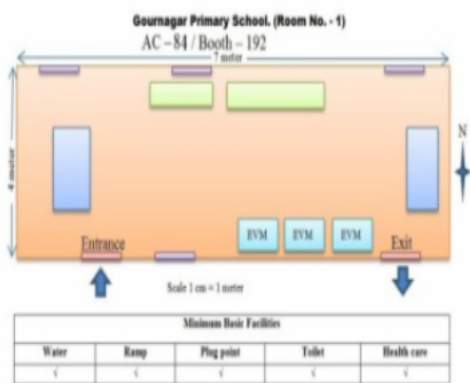 Gournagar Primary School. (Room No. - 1)
AC – 84 / Booth – 192
7 meter
4 meter
N
EVM EVM EVM
Entrance Exit
Scale 1 cm = 1 meter
Minimum Basic Facilities
Water Ramp Plug point Toilet Health care
√ √ √ √ √